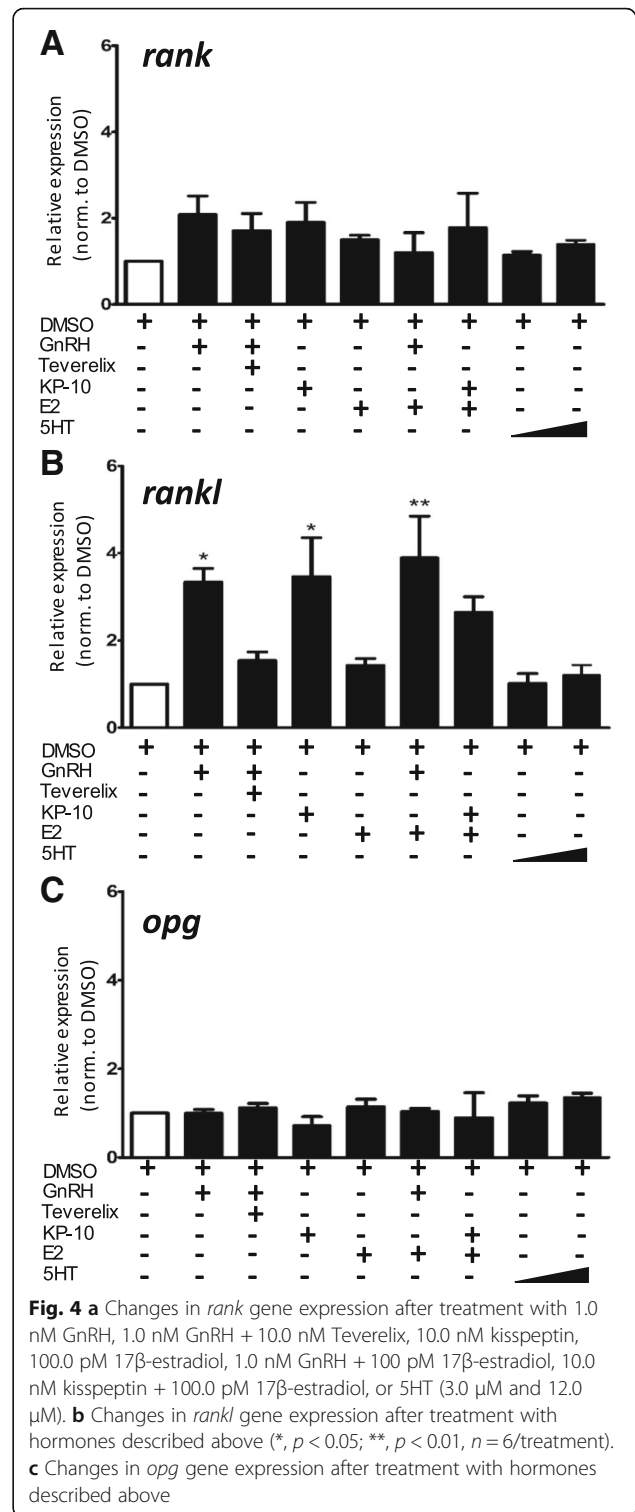 A
rank
Relative expression
(norm. to DMSO)
6
4
2
0
DMSO + + + + + + + + +
GnRH - + + - - + - - -
Teverelix - - + - - - - - -
KP-10 - - - + - - + - -
E2 - - - - + + + - -
5HT - - - - - - -
B
rankl
Relative expression
(norm. to DMSO)
6
4
2
0
* * **
DMSO + + + + + + + + +
GnRH - + + - - + - - -
Teverelix - - + - - - - - -
KP-10 - - - + - - + - -
E2 - - - - + + + - -
5HT - - - - - - -
C
opg
Relative expression
(norm. to DMSO)
6
4
2
0
DMSO + + + + + + + + +
GnRH - + + - - + - - -
Teverelix - - + - - - - - -
KP-10 - - - + - - + - -
E2 - - - - + + + - -
5HT - - - - - - -
Fig. 4 a Changes in rank gene expression after treatment with 1.0
nM GnRH, 1.0 nM GnRH + 10.0 nM Teverelix, 10.0 nM kisspeptin,
100.0 pM 17β-estradiol, 1.0 nM GnRH + 100 pM 17β-estradiol, 10.0
nM kisspeptin + 100.0 pM 17β-estradiol, or 5HT (3.0 μM and 12.0
μM). b Changes in rankl gene expression after treatment with
hormones described above (*, p < 0.05; **, p < 0.01, n = 6/treatment).
c Changes in opg gene expression after treatment with hormones
described above